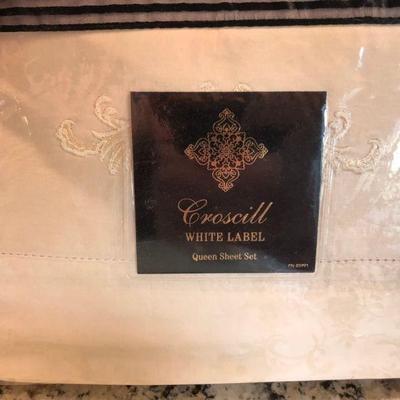 Croscill
WHITE LABEL
Queen Sheet Set